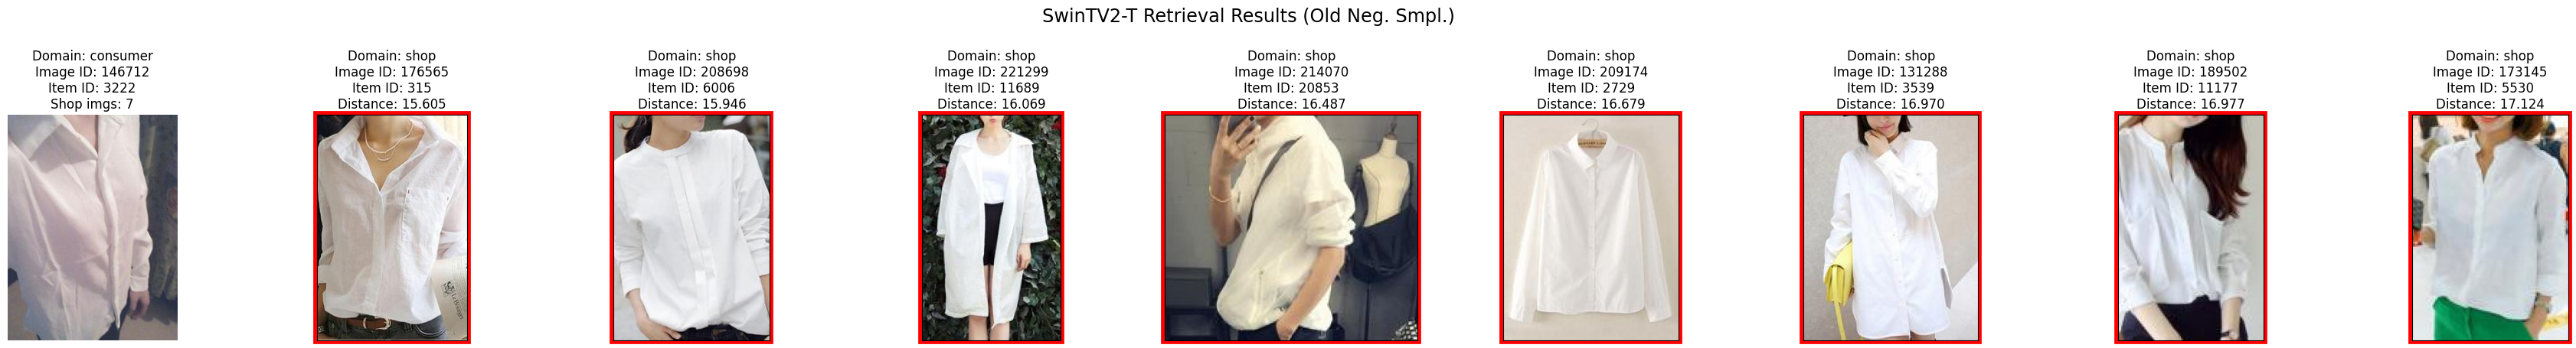 SwinTV2-T Retrieval Results (Old Neg. Smpl.)
Domain: consumer
Image ID: 146712
Item ID: 3222
Shop imgs: 7
Domain: shop
Image ID: 176565
Item ID: 315
Distance: 15.605
Domain: shop
Image ID: 208698
Item ID: 6006
Distance: 15.946
Domain: shop
Image ID: 221299
Item ID: 11689
Distance: 16.069
Domain: shop
Image ID: 214070
Item ID: 20853
Distance: 16.487
Domain: shop
Image ID: 209174
Item ID: 2729
Distance: 16.679
Domain: shop
Image ID: 131288
Item ID: 3539
Distance: 16.970
Domain: shop
Image ID: 189502
Item ID: 11177
Distance: 16.977
Domain: shop
Image ID: 173145
Item ID: 5530
Distance: 17.124